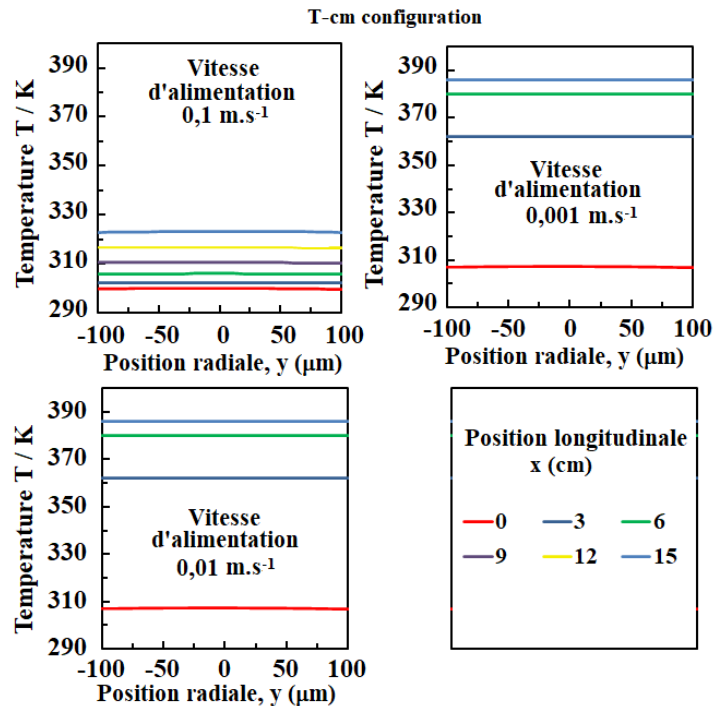 T-cm configuration
Temperature T / K
390
370
350
330
310
290
Vitesse
d'alimentation
0,1 m.s-1
-100 -50 0 50 100
Position radiale, y (μm)
Temperature T / K
390
370
350
330
310
290
Vitesse
d'alimentation
0,001 m.s-1
-100 -50 0 50 100
Position radiale, y (μm)
Temperature T / K
390
370
350
330
310
290
Vitesse
d'alimentation
0,01 m.s-1
-100 -50 0 50 100
Position radiale, y (μm)
Position longitudinale
x (cm)
0 3 6
9 12 15